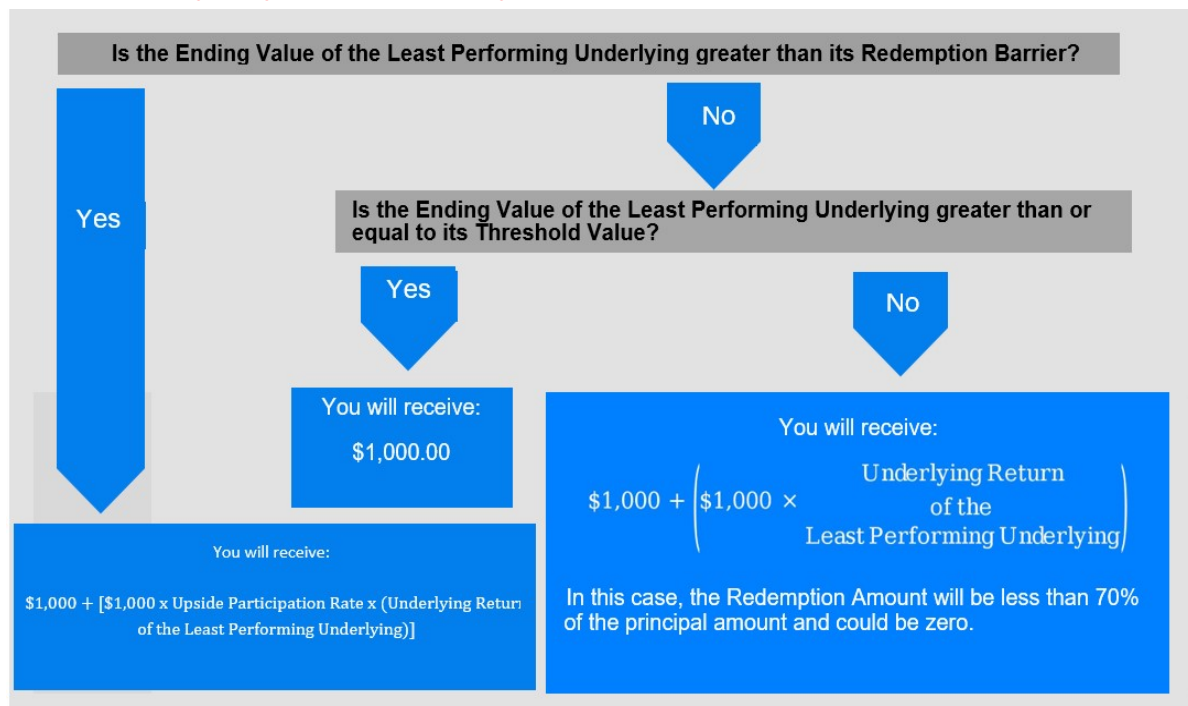 Is the Ending Value of the Least Performing Underlying greater than its Redemption Barrier?
Yes
No
Is the Ending Value of the Least Performing Underlying greater than or
equal to its Threshold Value?
Yes
No
You will receive:
$1,000.00
You will receive:
$1,000 + ($1,000 × Underlying Return
of the
Least Performing Underlying)
In this case, the Redemption Amount will be less than 70%
of the principal amount and could be zero.
You will receive:
$1,000 + [$1,000 x Upside Participation Rate x (Underlying Return
of the Least Performing Underlying)]